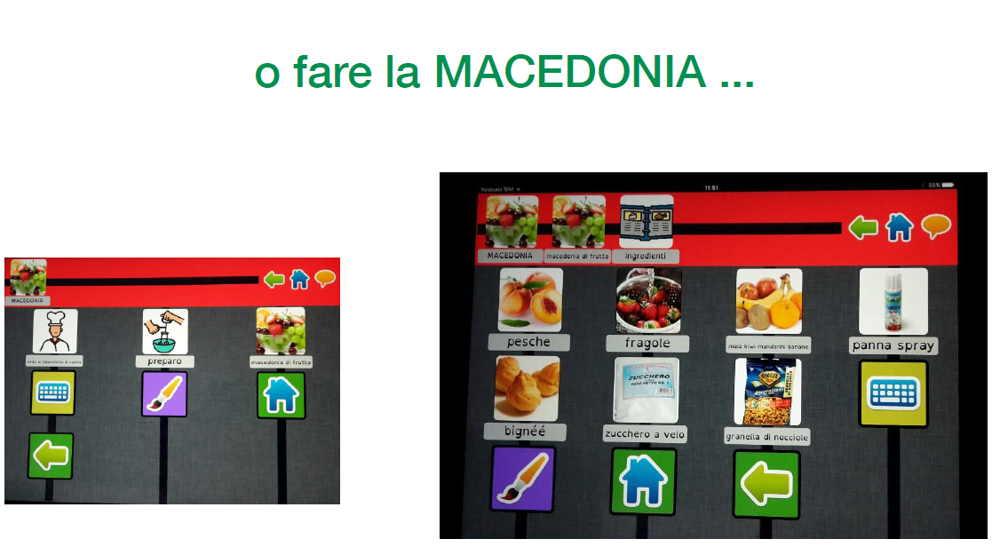 o fare la MACEDONIA ...
MACEDONIA
preparo
macedonia di frutta
Nessuna SIM
11:51
98%
MACEDONIA
macedonia di frutta
ingredienti
pesche
fragole
mele kiwi mandarini banane
panna spray
ZUCCHERO
bignéé
zucchero a velo
granella di nocciole